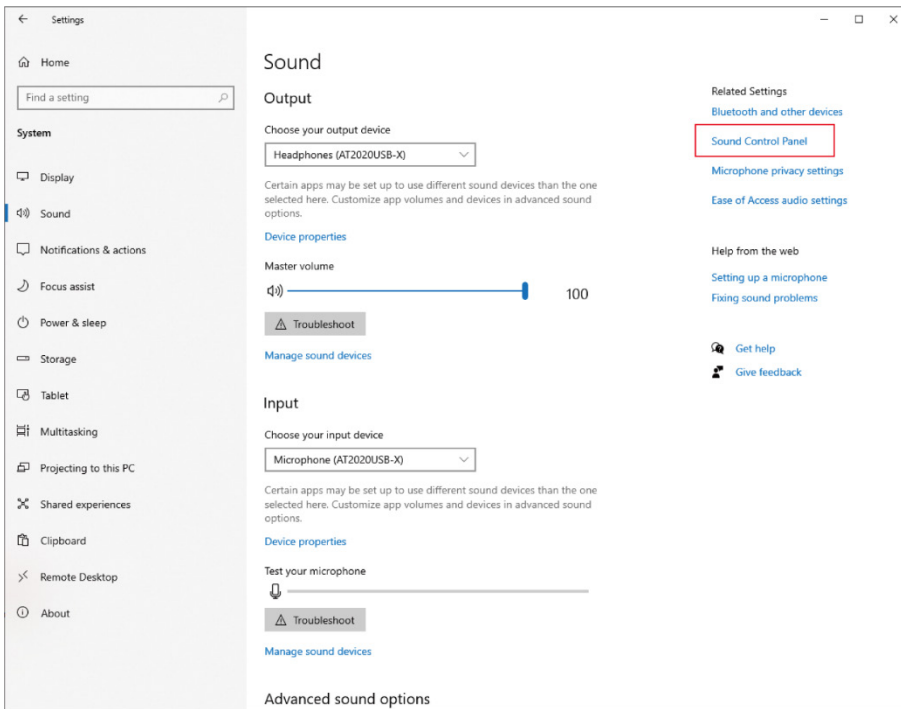 Settings
Home
Find a setting
System
Display
Sound
Notifications & actions
Focus assist
Power & sleep
Storage
Tablet
Multitasking
Projecting to this PC
Shared experiences
Clipboard
Remote Desktop
About
Sound
Output
Choose your output device
Headphones (AT2020USB-X)
Certain apps may be set up to use different sound devices than the one
selected here. Customize app volumes and devices in advanced sound
options.
Device properties
Master volume
100
Troubleshoot
Manage sound devices
Input
Choose your input device
Microphone (AT2020USB-X)
Certain apps may be set up to use different sound devices than the one
selected here. Customize app volumes and devices in advanced sound
options.
Device properties
Test your microphone
Troubleshoot
Manage sound devices
Advanced sound options
Related Settings
Bluetooth and other devices
Sound Control Panel
Microphone privacy settings
Ease of Access audio settings
Help from the web
Setting up a microphone
Fixing sound problems
Get help
Give feedback